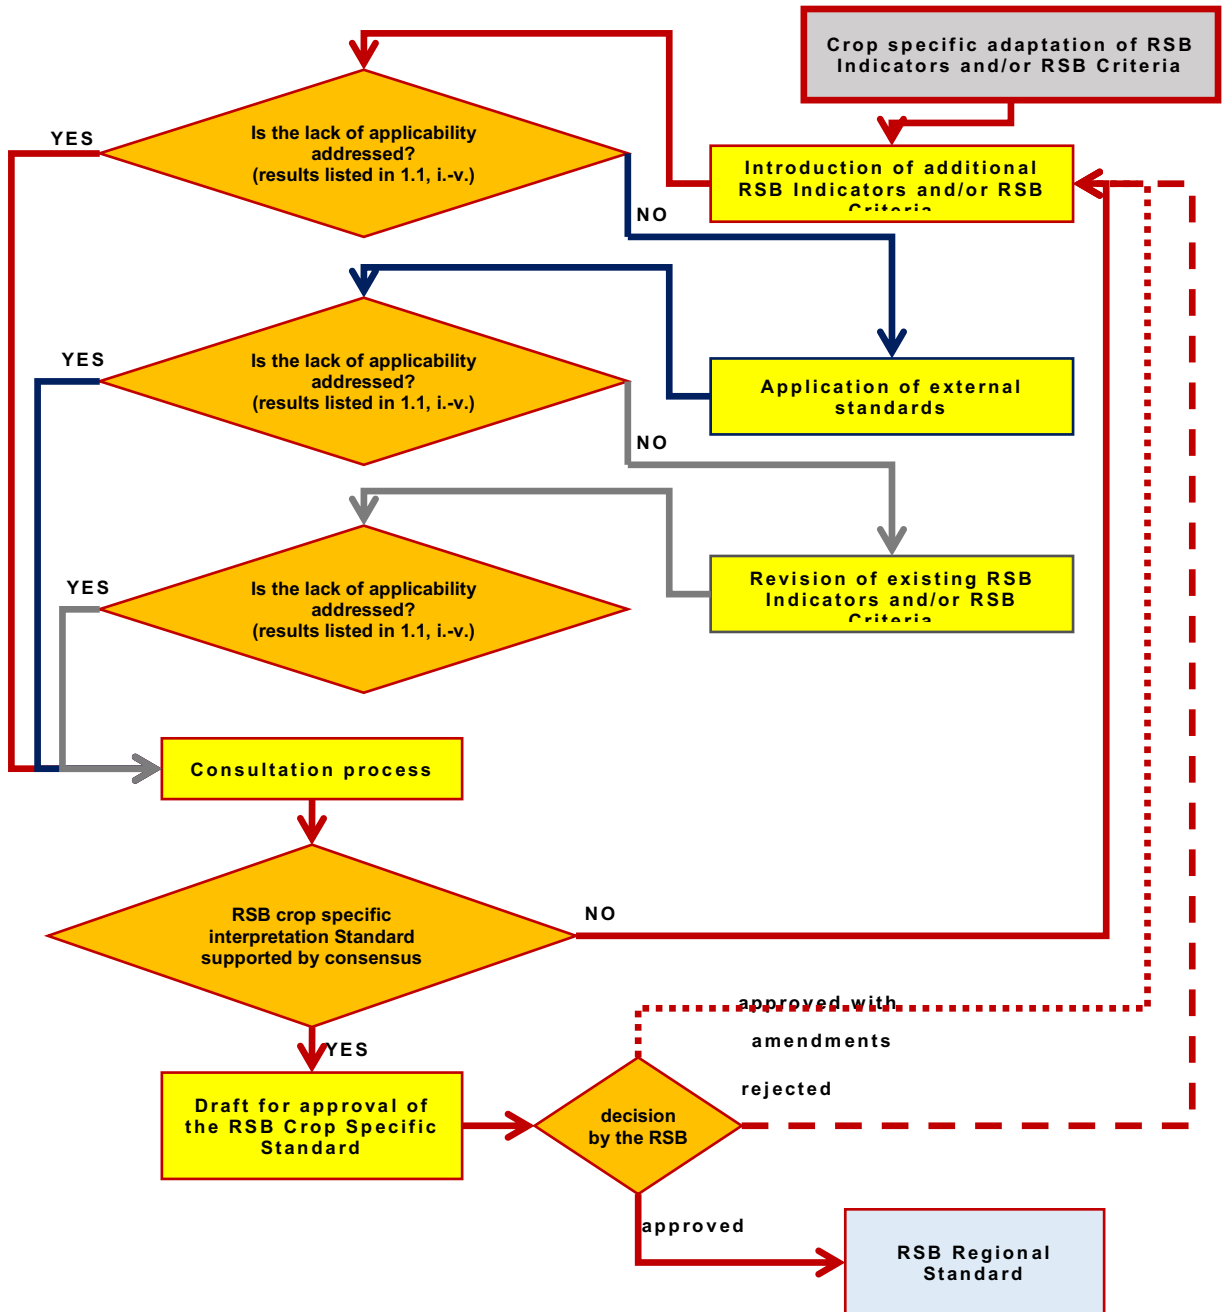 Crop specific adaptation of RSB
Indicators and/or RSB Criteria
YES
Is the lack of applicability
addressed?
(results listed in 1.1, i.-v.)
Introduction of additional
RSB Indicators and/or RSB
Criteria
NO
YES
Is the lack of applicability
addressed?
(results listed in 1.1, i.-v.)
Application of external
standards
NO
YES
Is the lack of applicability
addressed?
(results listed in 1.1, i.-v.)
Revision of existing RSB
Indicators and/or RSB
Criteria
Consultation process
RSB crop specific
interpretation Standard
supported by consensus
NO
YES
approved with
amendments
rejected
Draft for approval of
the RSB Crop Specific
Standard
decision
by the RSB
approved
RSB Regional
Standard